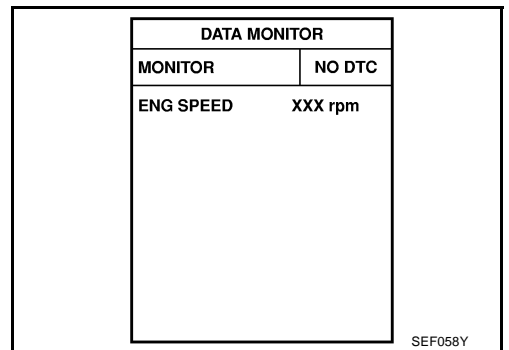 DATA MONITOR
MONITOR NO DTC
ENG SPEED XXX rpm
SEF058Y